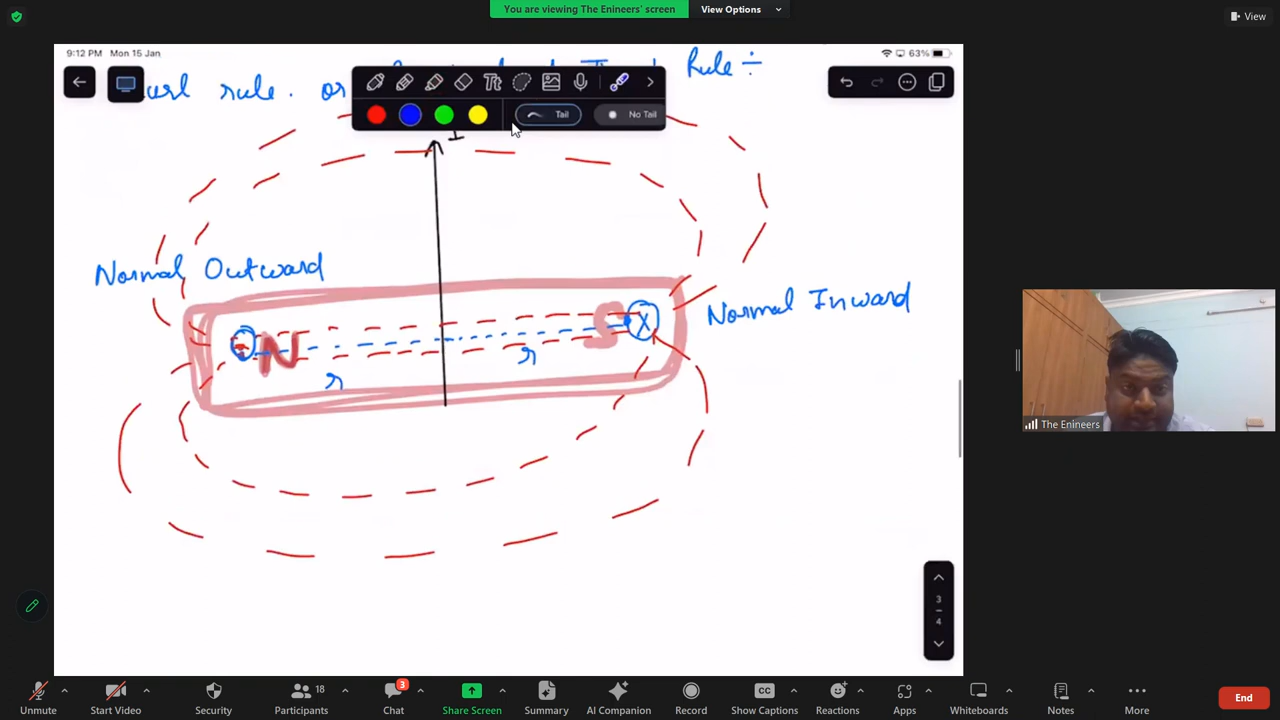 You are viewing The Enineers' screen
View Options
View
9:12 PM Mon 15 Jan
63%
rule. or
Rule ÷
Tt
Tail
No Tail
I
Normal Outward
Normal Inward
N
S
X
r
r
3
4
The Enineers
Unmute
Start Video
Security
18
Participants
3
Chat
Share Screen
Summary
AI Companion
Record
CC
Show Captions
Reactions
Apps
Whiteboards
Notes
More
End